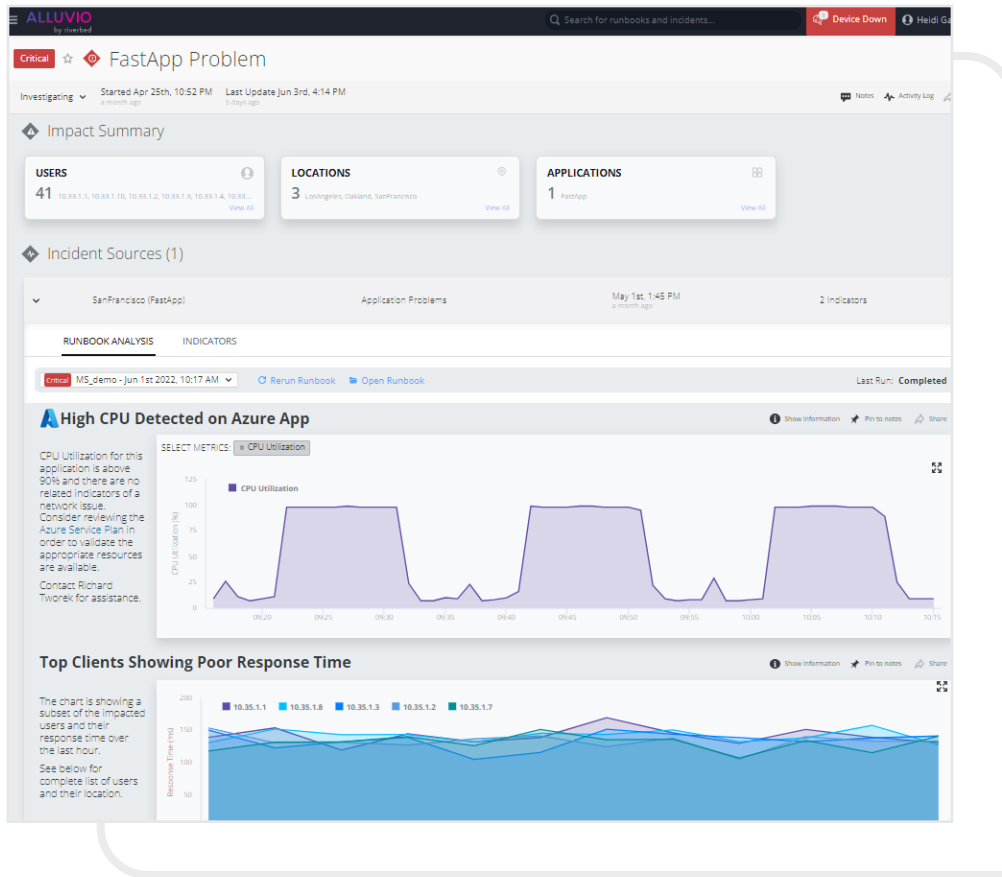 ALLUVIO
by riverbed
Search for runbooks and incidents...
Device Down
Heidi Ga
Critical
FastApp Problem
Investigating
Started Apr 25th, 10:52 PM
a month ago
Last Update Jun 3rd, 4:14 PM
5 days ago
Notes
Activity Log
Impact Summary
USERS
41 10.33.1.1, 10.33.1.10, 10.33.1.2, 10.33.1.3, 10.33.1.4, 10.33...
View All
LOCATIONS
3 LosAngeles, Oakland, SanFrancisco
View All
APPLICATIONS
1 FastApp
View All
Incident Sources (1)
SanFrancisco (FastApp)
Application Problems
May 1st, 1:45 PM
a month ago
2 Indicators
RUNBOOK ANALYSIS
INDICATORS
Critical MS_demo - Jun 1st 2022, 10:17 AM
Rerun Runbook
Open Runbook
Last Run: Completed
High CPU Detected on Azure App
Show Information
Pin to notes
Share
CPU Utilization for this
application is above
90% and there are no
related indicators of a
network issue.
Consider reviewing the
Azure Service Plan in
order to validate the
appropriate resources
are available.
Contact Richard
Tworek for assistance.
SELECT METRICS: CPU Utilization
CPU Utilization
CPU Utilization (%)
125
100
75
50
25
0
09:20 09:25 09:30 09:35 09:40 09:45 09:50 09:55 10:00 10:05 10:10 10:15
Top Clients Showing Poor Response Time
Show Information
Pin to notes
Share
The chart is showing a
subset of the impacted
users and their
response time over
the last hour.
See below for
complete list of users
and their location.
10.35.1.1 10.35.1.8 10.35.1.3 10.35.1.2 10.35.1.7
Response Time (ms)
200
150
100
50